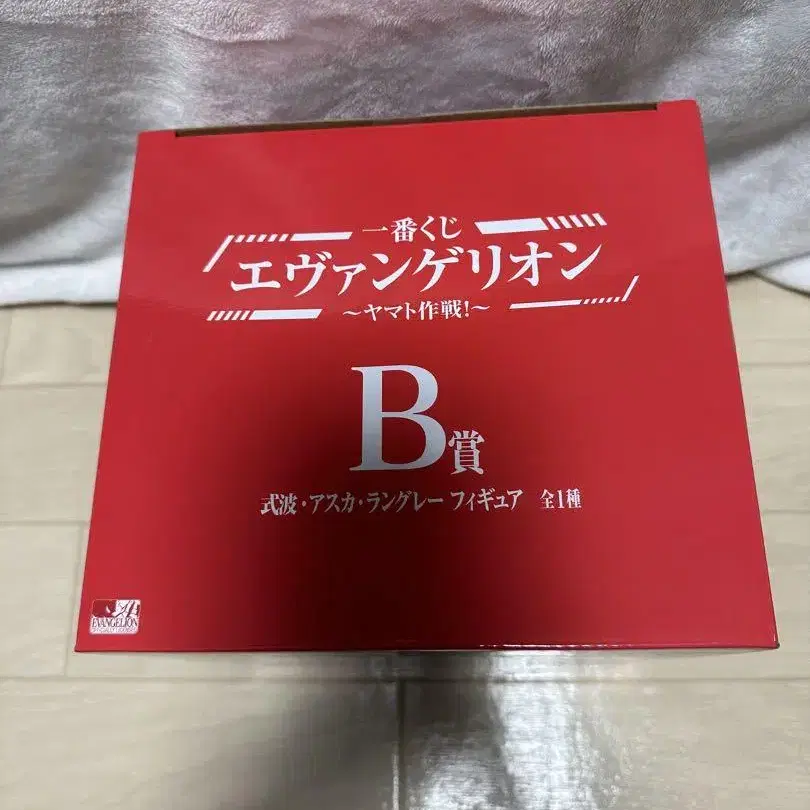 一番くじ
エヴァンゲリオン
～ヤマト作戦!～
B賞
式波・アスカ・ラングレー フィギュア 全1種
EVANGELION